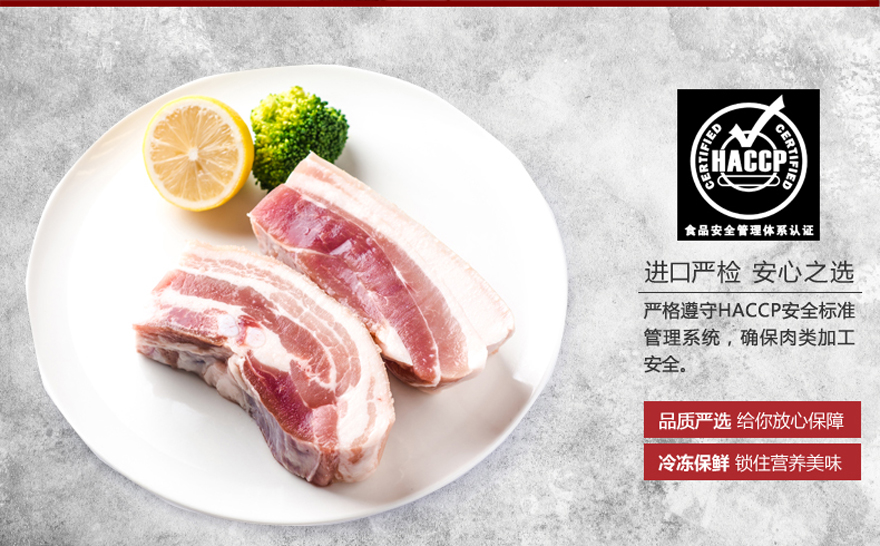 CERTIFIED CERTIFIED
HACCP
食品安全管理体系认证
进口严检 安心之选
严格遵守HACCP安全标准
管理系统,确保肉类加工
安全。
品质严选 给你放心保障
冷冻保鲜 锁住营养美味